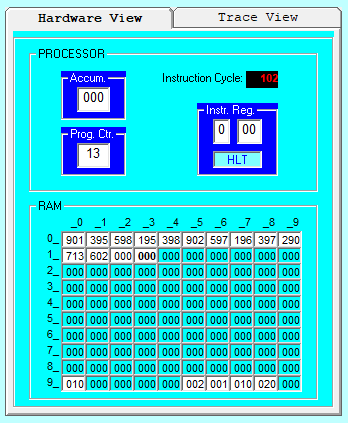 Hardware View Trace View
PROCESSOR
Accum. Instruction Cycle: 102
000
Instr. Reg.
Prog. Ctr. 0 00
13 HLT
RAM
_0 _1 _2 _3 _4 _5 _6 _7 _8 _9
0_ 901 395 598 195 398 902 597 196 397 290
1_ 713 602 000 000 000 000 000 000 000 000
2_ 000 000 000 000 000 000 000 000 000 000
3_ 000 000 000 000 000 000 000 000 000 000
4_ 000 000 000 000 000 000 000 000 000 000
5_ 000 000 000 000 000 000 000 000 000 000
6_ 000 000 000 000 000 000 000 000 000 000
7_ 000 000 000 000 000 000 000 000 000 000
8_ 000 000 000 000 000 000 000 000 000 000
9_ 010 000 000 000 000 002 001 010 020 000